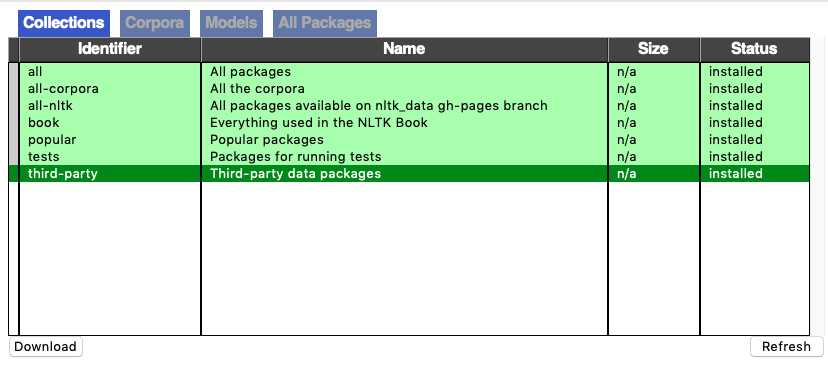 Collections Corpora Models All Packages
Identifier Name Size Status
all All packages n/a installed
all-corpora All the corpora n/a installed
all-nltk All packages available on nltk_data gh-pages branch n/a installed
book Everything used in the NLTK Book n/a installed
popular Popular packages n/a installed
tests Packages for running tests n/a installed
third-party Third-party data packages n/a installed
Download Refresh